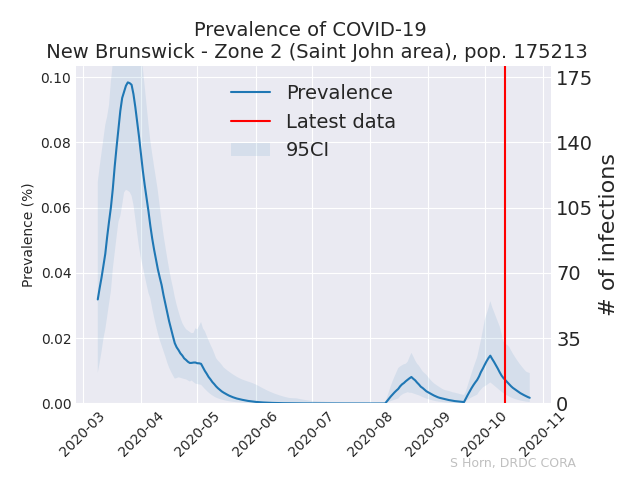 Prevalence of COVID-19
New Brunswick - Zone 2 (Saint John area), pop. 175213
Prevalence
Latest data
95CI
Prevalence (%)
0.10
0.08
0.06
0.04
0.02
0.00
175
140
105
70
35
0
# of infections
2020-03
2020-04
2020-05
2020-06
2020-07
2020-08
2020-09
2020-10
2020-11
S Horn, DRDC CORA